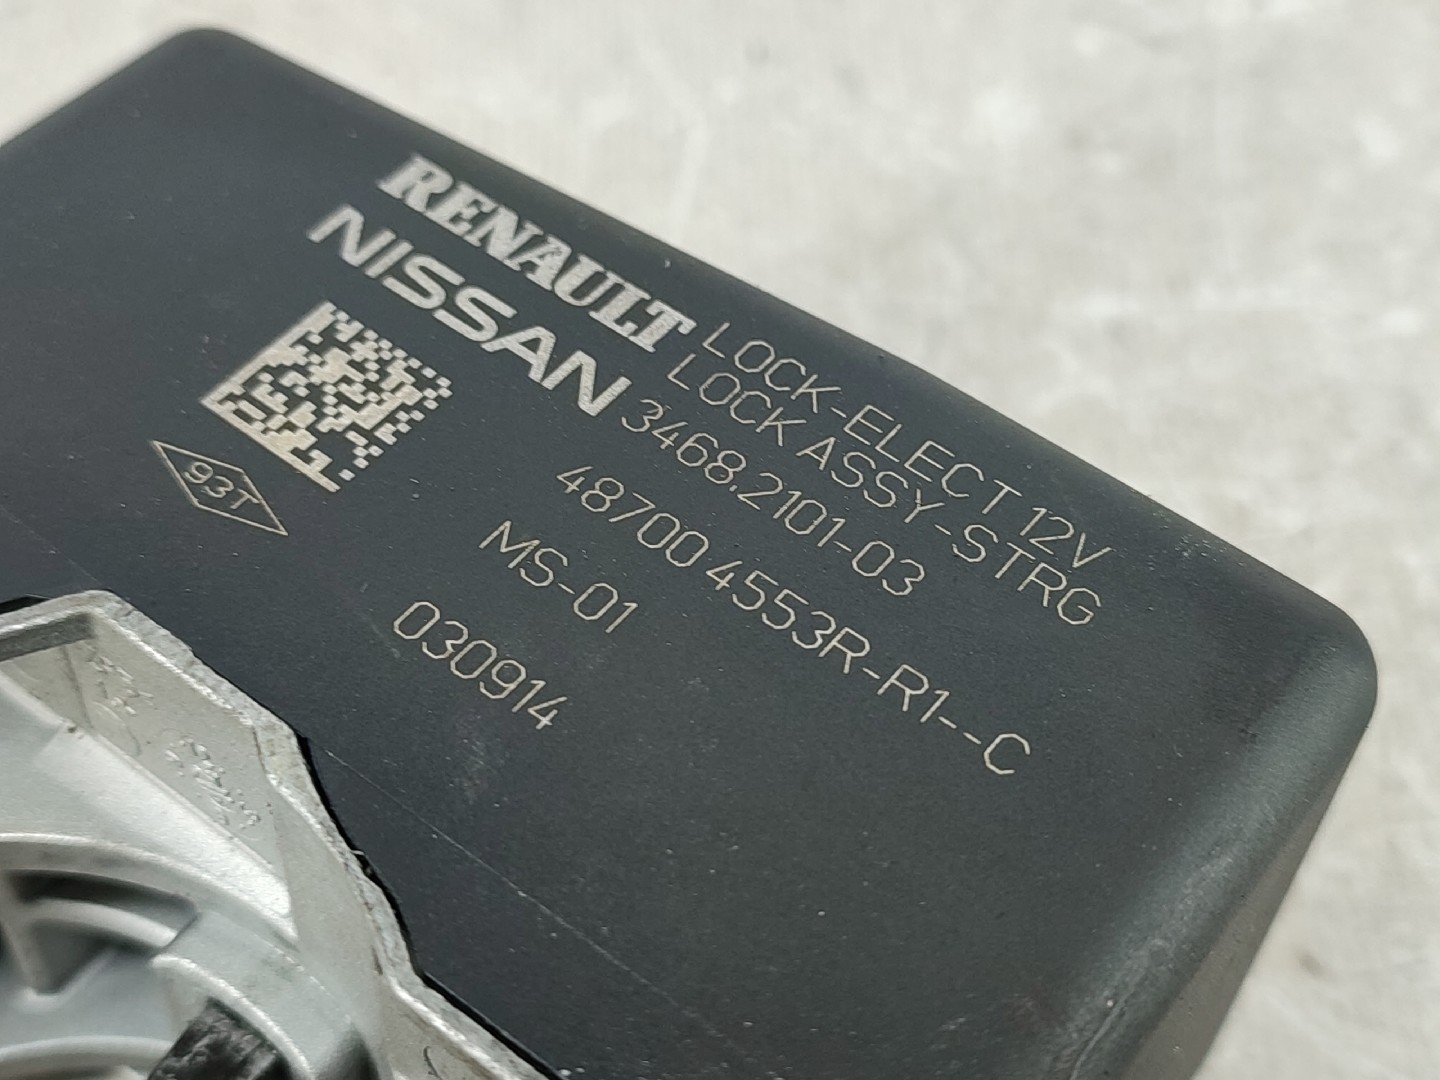 RENAULT
NISSAN
LOCK-ELECT 12V
LOCK ASSY-STRG
3468.2101-03
48700 4553R-R1--C
MS-01
030914
93T